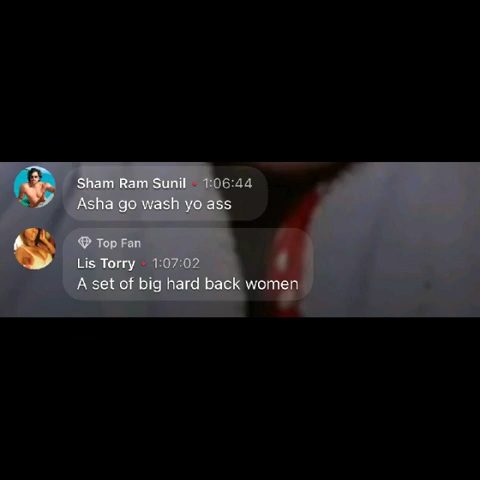 Sham Ram Sunil • 1:06:44
Asha go wash yo ass
Top Fan
Lis Torry • 1:07:02
A set of big hard back women